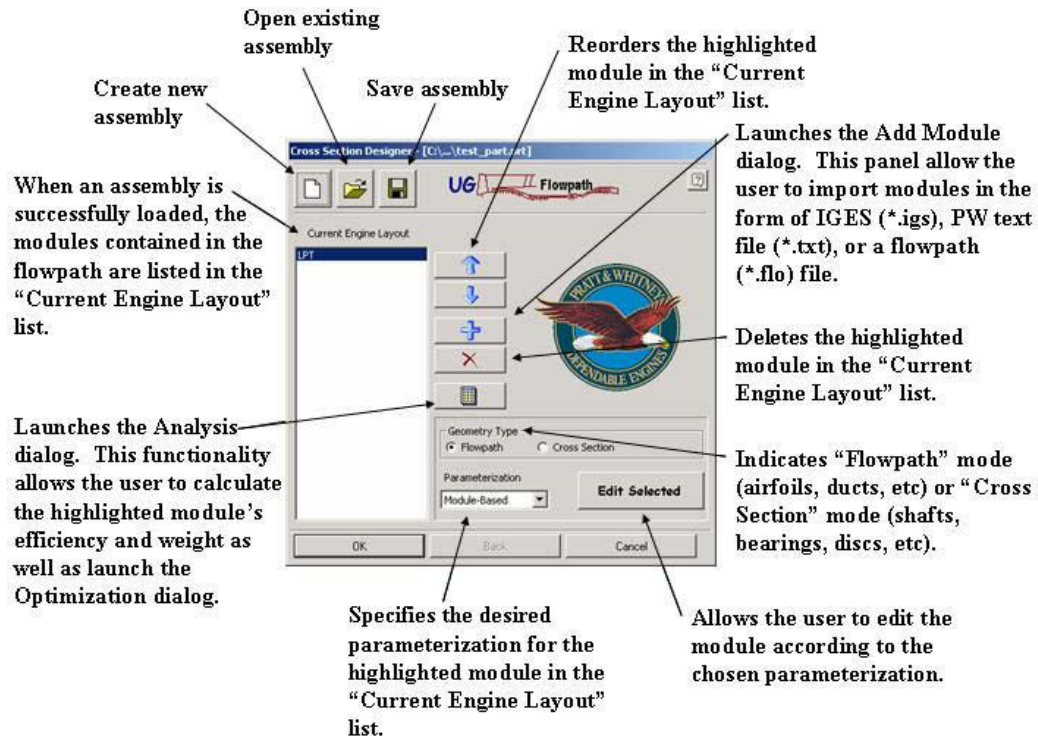 Open existing
assembly
Create new
assembly
Save assembly
Reorders the highlighted
module in the “Current
Engine Layout” list.
Launches the Add Module
dialog.  This panel allow the
user to import modules in the
form of IGES (*.igs), PW text
file (*.txt), or a flowpath
(*.flo) file.
When an assembly is
successfully loaded, the
modules contained in the
flowpath are listed in the
“Current Engine Layout”
list.
Cross Section Designer - [C:\...\test_part.prt]
UG Flowpath
?
Current Engine Layout
LPT
PRATT & WHITNEY
DEPENDABLE ENGINES
Deletes the highlighted
module in the “Current
Engine Layout” list.
Launches the Analysis
dialog.  This functionality
allows the user to calculate
the highlighted module’s
efficiency and weight as
well as launch the
Optimization dialog.
Geometry Type
Flowpath Cross Section
Parameterization
Module-Based
Edit Selected
OK Back Cancel
Indicates “Flowpath” mode
(airfoils, ducts, etc) or “Cross
Section” mode (shafts,
bearings, discs, etc).
Specifies the desired
parameterization for the
highlighted module in the
“Current Engine Layout”
list.
Allows the user to edit the
module according to the
chosen parameterization.